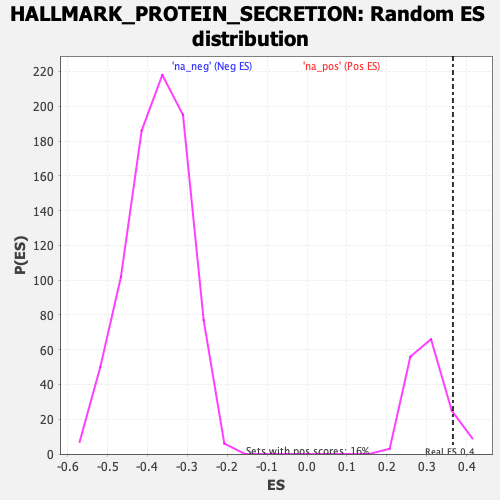 HALLMARK_PROTEIN_SECRETION: Random ES
distribution
'na_neg' (Neg ES) 'na_pos' (Pos ES)
220
200
180
160
140
120
100
80
60
40
20
0
P(ES)
Sets with pos scores: 16%
Real ES 0.4
-0.6 -0.5 -0.4 -0.3 -0.2 -0.1 0.0 0.1 0.2 0.3 0.4
ES